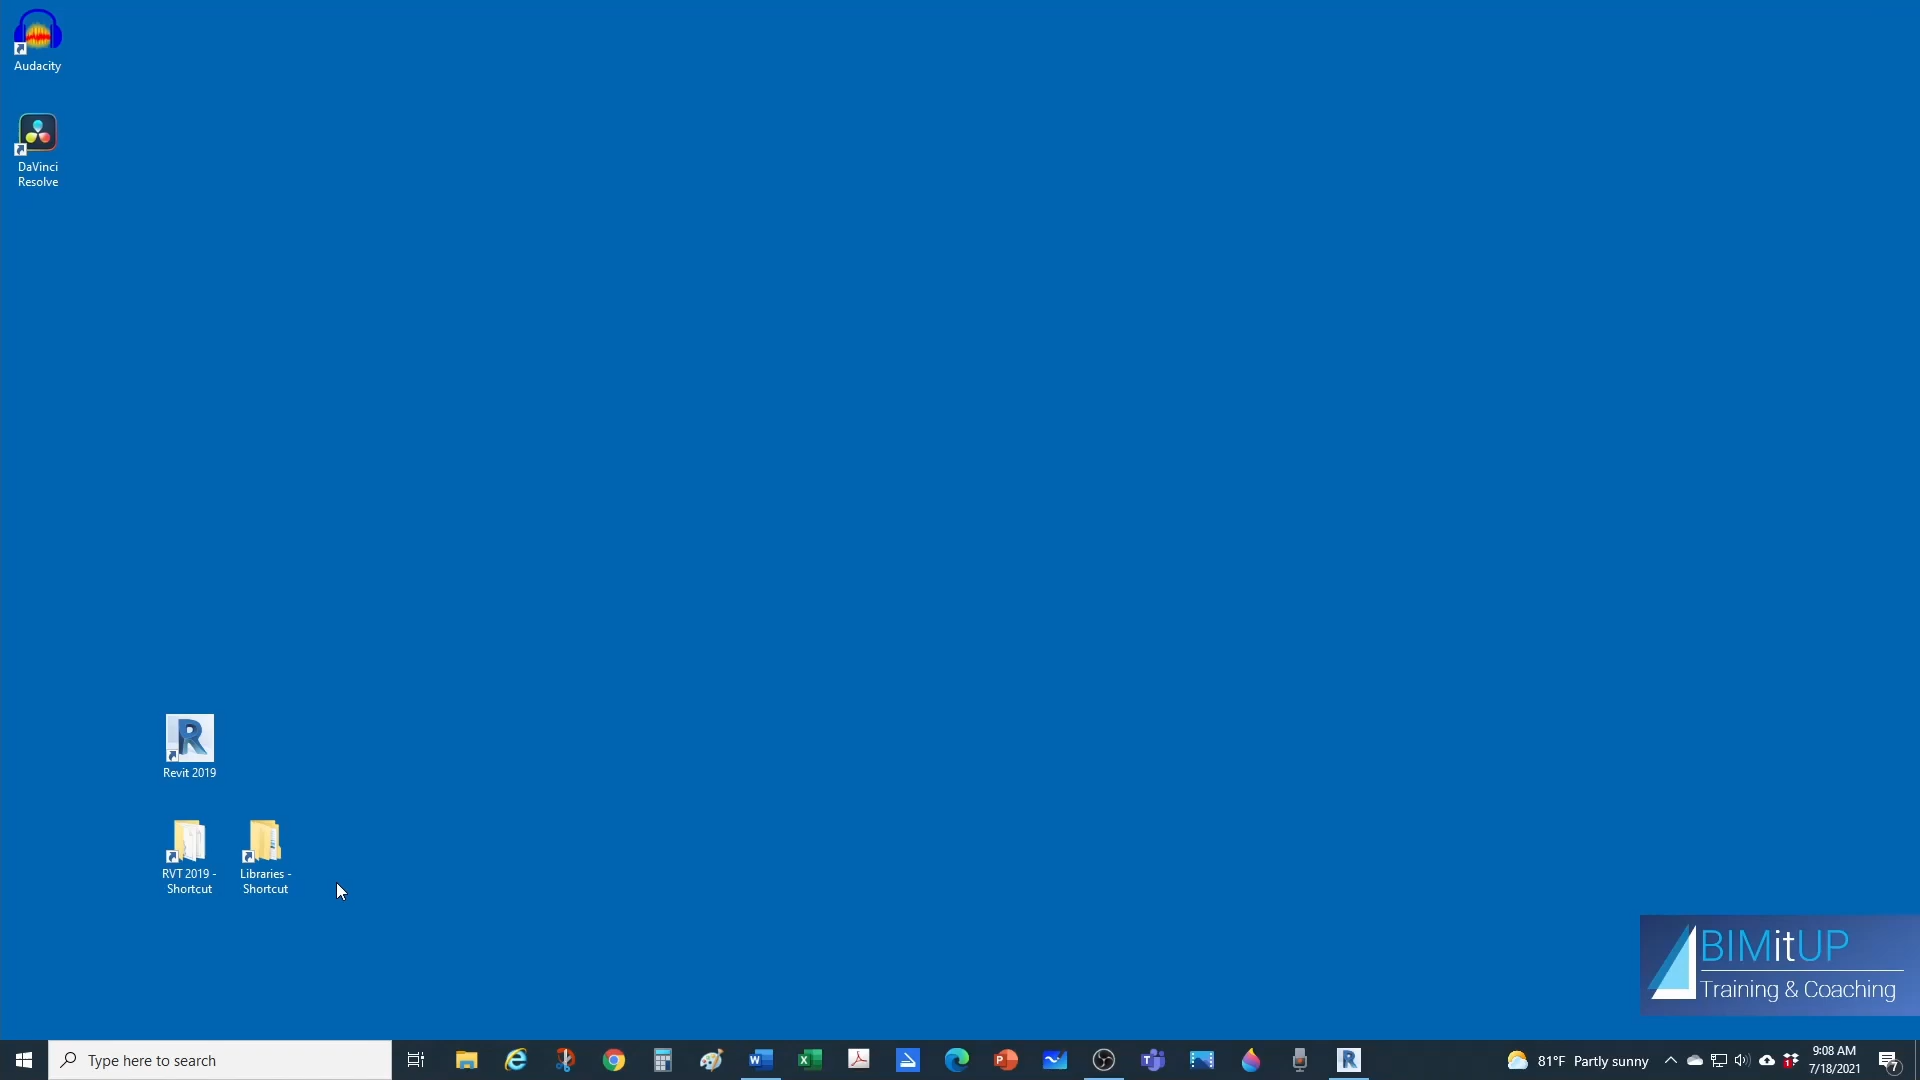 Audacity
DaVinci
Resolve
Revit 2019
RVT 2019 -
Shortcut
Libraries -
Shortcut
BIMitUP
Training & Coaching
Type here to search
81°F Partly sunny
9:08 AM
7/18/2021
7